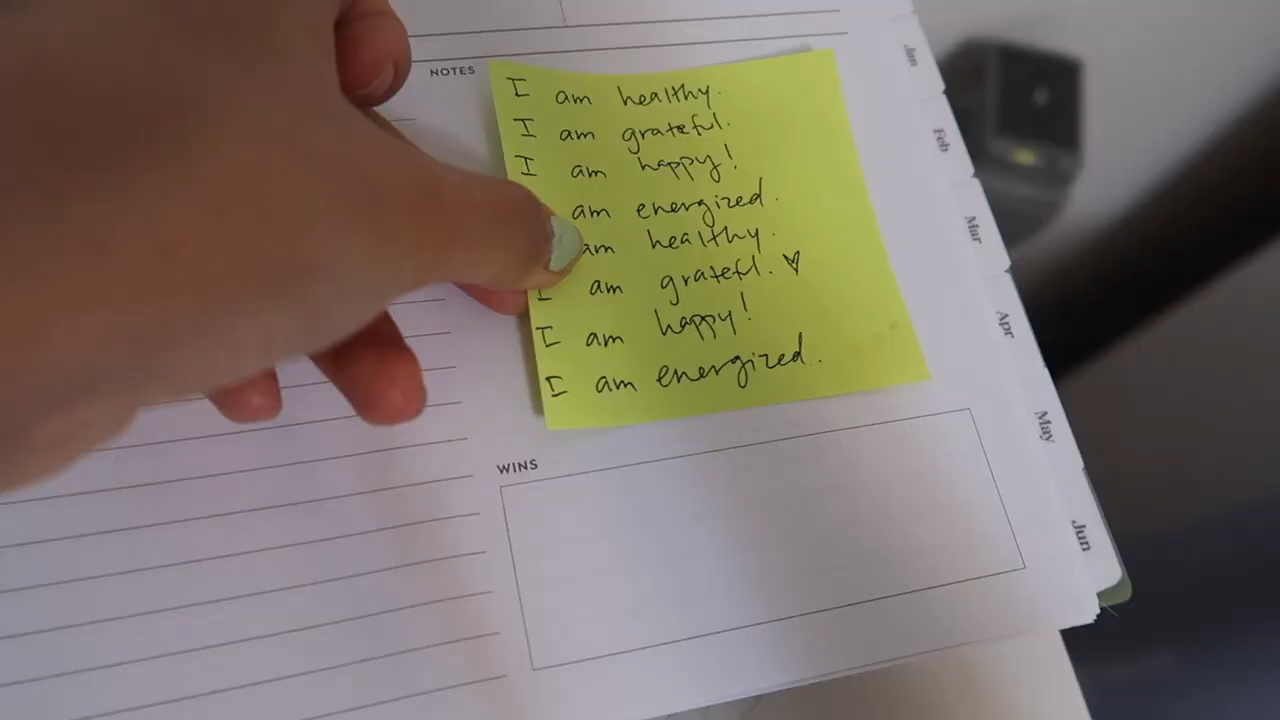 NOTES
I am healthy.
I am grateful.
I am happy!
am energized.
am healthy.
I am grateful. ♡
I am happy!
I am energized.
WINS
Jan
Feb
Mar
Apr
May
Jun